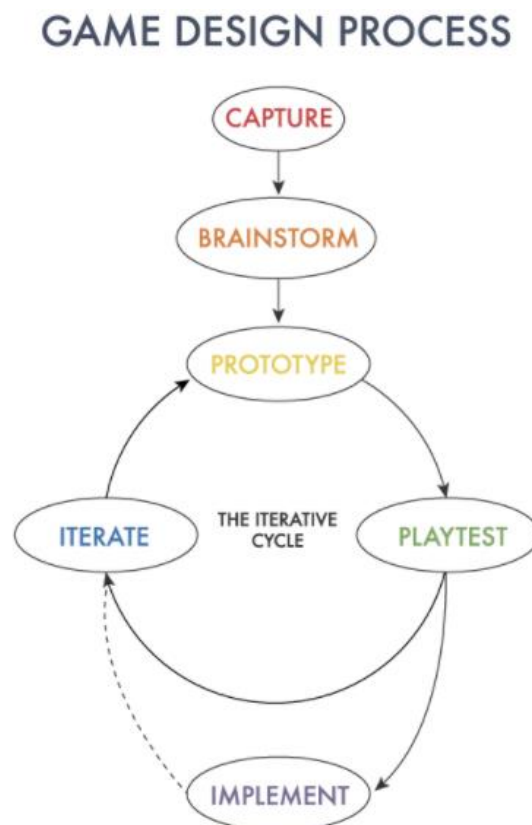 GAME DESIGN PROCESS
CAPTURE
BRAINSTORM
PROTOTYPE
ITERATE
THE ITERATIVE
CYCLE
PLAYTEST
IMPLEMENT